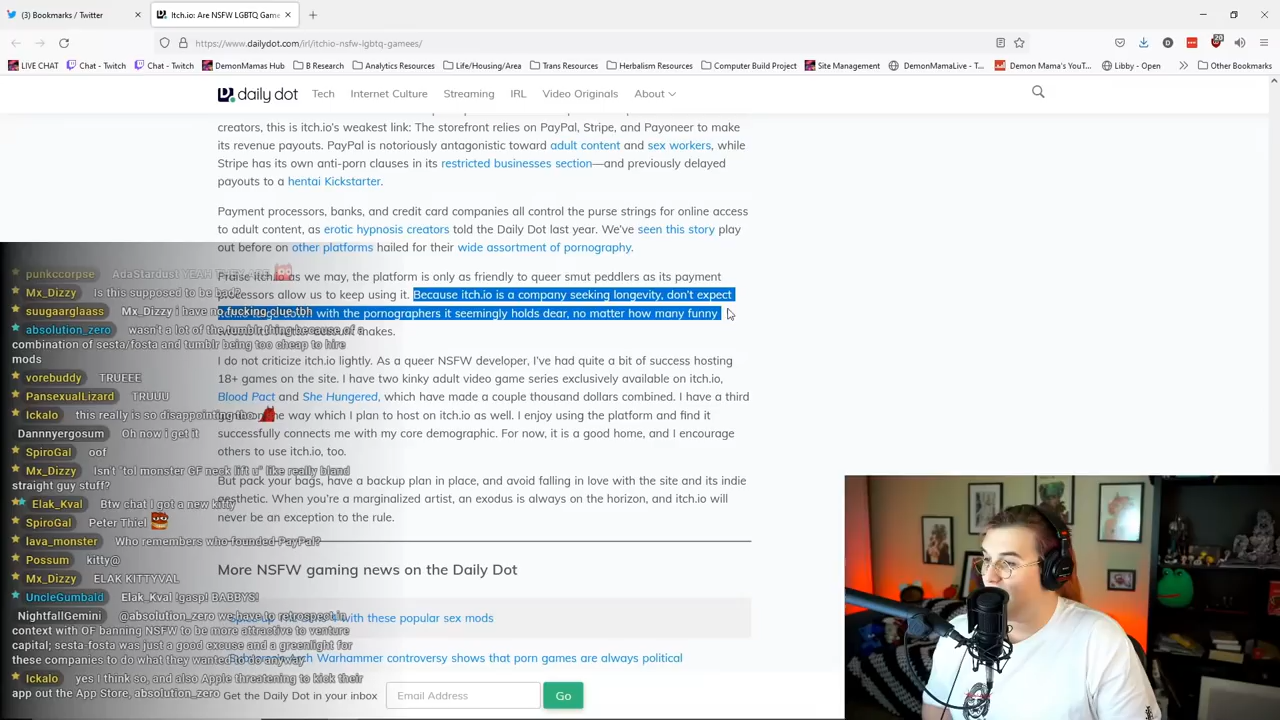 (3) Bookmarks / Twitter
Itch.io: Are NSFW LGBTQ Game
https://www.dailydot.com/irl/itchio-nsfw-lgbtq-gamees/
20
LIVE CHAT
Chat - Twitch
Chat - Twitch
DemonMamas Hub
B Research
Analytics Resources
Life/Housing/Area
Trans Resources
Herbalism Resources
Computer Build Project
Site Management
DemonMamaLive - T...
Demon Mama's YouT...
Libby - Open
Other Bookmarks
daily dot
Tech
Internet Culture
Streaming
IRL
Video Originals
About
creators, this is itch.io's weakest link: The storefront relies on PayPal, Stripe, and Payoneer to make
its revenue payouts. PayPal is notoriously antagonistic toward adult content and sex workers, while
Stripe has its own anti-porn clauses in its restricted businesses section—and previously delayed
payouts to a hentai Kickstarter.
Payment processors, banks, and credit card companies all control the purse strings for online access
to adult content, as erotic hypnosis creators told the Daily Dot last year. We've seen this story play
out before on other platforms hailed for their wide assortment of pornography.
Praise itch.io as we may, the platform is only as friendly to queer smut peddlers as its payment
processors allow us to keep using it. Because itch.io is a company seeking longevity, don't expect
with the pornographers it seemingly holds dear, no matter how many funny
makes.
I do not criticize itch.io lightly. As a queer NSFW developer, I've had quite a bit of success hosting
18+ games on the site. I have two kinky adult video game series exclusively available on itch.io,
Blood Pact and She Hungered, which have made a couple thousand dollars combined. I have a third
the way which I plan to host on itch.io as well. I enjoy using the platform and find it
successfully connects me with my core demographic. For now, it is a good home, and I encourage
others to use itch.io, too.
But pack your bags, have a backup plan in place, and avoid falling in love with the site and its indie
aesthetic. When you're a marginalized artist, an exodus is always on the horizon, and itch.io will
never be an exception to the rule.
More NSFW gaming news on the Daily Dot
with these popular sex mods
Warhammer controversy shows that porn games are always political
Get the Daily Dot in your inbox
Email Address
Go
punkccorpse AdaStardust YEAH
Mx_Dizzy Is this supposed to be bad?
suugaarglaass Mx_Dizzy i have no fucking clue tbh
absolution_zero wasn't a lot of the tumblr thing because of a
combination of sesta/fosta and tumblr being too cheap to hire
mods
vorebuddy TRUEEE
PansexualLizard TRUUU
Ickalo this really is so disappointing tho
Dannnyergosum Oh now i get it
SpiroGal oof
Mx_Dizzy Isn't "tol monster GF neck lift u" like really bland
straight guy stuff?
Elak_Kval Btw chat I got a new kitty
SpiroGal Peter Thiel
lava_monster Who remembers who founded PayPal?
Possum kitty@
Mx_Dizzy ELAK KITTYVAL
UncleGumbald Elak_Kval !gasp! BABBYS!
NightfallGemini @absolution_zero we have to retrospect in
context with OF banning NSFW to be more attractive to venture
capital; sesta-fosta was just a good excuse and a greenlight for
these companies to do what they wanted to do anyway
Ickalo yes I think so, and also Apple threatening to kick their
app out the App Store, absolution_zero